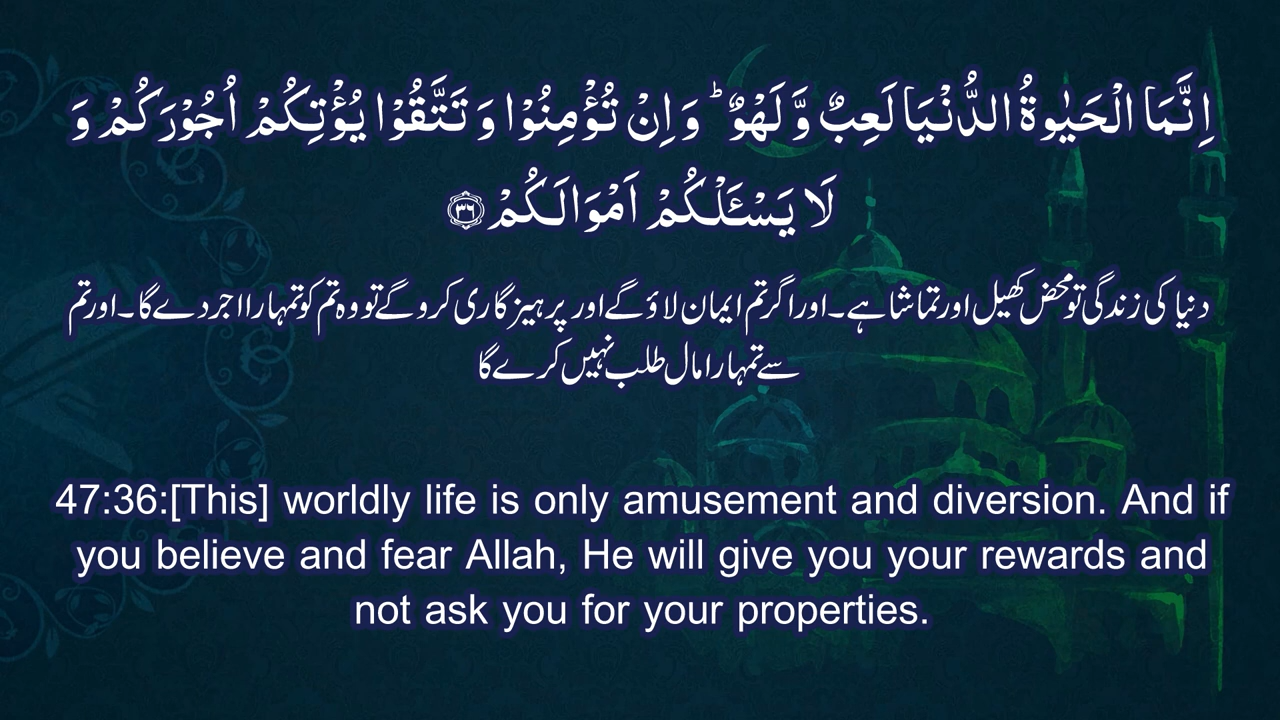 اِنَّمَا الْحَيٰوةُ الدُّنْيَا لَعِبٌ وَّ لَهْوٌ ؕ وَ اِنْ تُؤْمِنُوْا وَ تَتَّقُوْا يُؤْتِكُمْ اُجُوْرَكُمْ وَ
لَا يَسْـَٔلْكُمْ اَمْوَالَكُمْ ۝۳۶
دنیا کی زندگی تو محض کھیل اور تماشا ہے۔ اور اگر تم ایمان لاؤ گے اور پرہیزگاری کرو گے تو وہ تم کو تمہارا اجر دے گا۔ اور تم
سے تمہارا مال طلب نہیں کرے گا
47:36:[This] worldly life is only amusement and diversion. And if
you believe and fear Allah, He will give you your rewards and
not ask you for your properties.